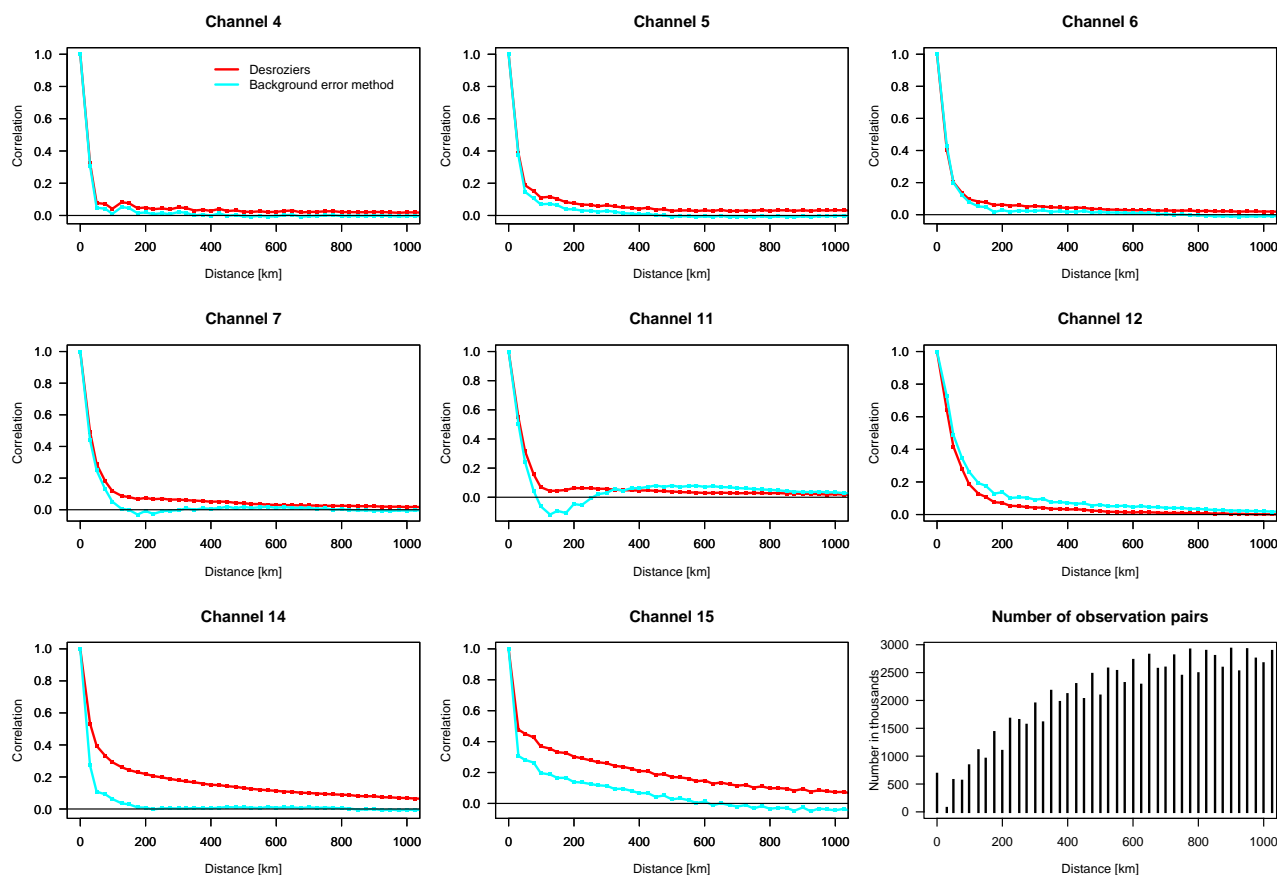 Channel 4
Correlation
1.0
0.8
0.6
0.4
0.2
0.0
Desroziers
Background error method
0 200 400 600 800 1000
Distance [km]
Channel 5
Correlation
1.0
0.8
0.6
0.4
0.2
0.0
0 200 400 600 800 1000
Distance [km]
Channel 6
Correlation
1.0
0.8
0.6
0.4
0.2
0.0
0 200 400 600 800 1000
Distance [km]
Channel 7
Correlation
1.0
0.8
0.6
0.4
0.2
0.0
0 200 400 600 800 1000
Distance [km]
Channel 11
Correlation
1.0
0.8
0.6
0.4
0.2
0.0
0 200 400 600 800 1000
Distance [km]
Channel 12
Correlation
1.0
0.8
0.6
0.4
0.2
0.0
0 200 400 600 800 1000
Distance [km]
Channel 14
Correlation
1.0
0.8
0.6
0.4
0.2
0.0
0 200 400 600 800 1000
Distance [km]
Channel 15
Correlation
1.0
0.8
0.6
0.4
0.2
0.0
0 200 400 600 800 1000
Distance [km]
Number of observation pairs
Number in thousands
3000
2500
2000
1500
1000
500
0
0 200 400 600 800 1000
Distance [km]